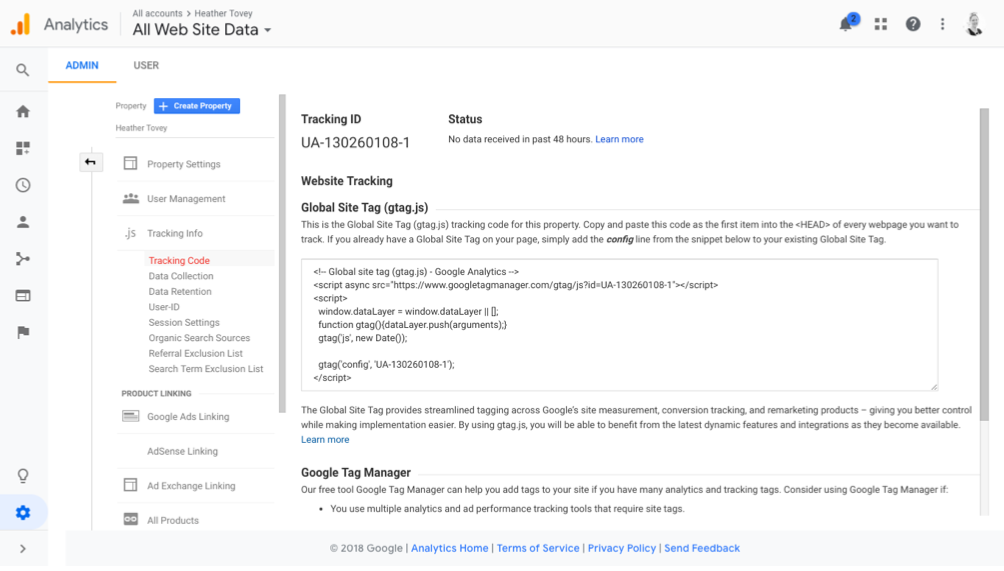 Analytics
All accounts > Heather Tovey
All Web Site Data
2
ADMIN
USER
Property
Create Property
Heather Tovey
Property Settings
User Management
.js Tracking Info
Tracking Code
Data Collection
Data Retention
User-ID
Session Settings
Organic Search Sources
Referral Exclusion List
Search Term Exclusion List
PRODUCT LINKING
Google Ads Linking
AdSense Linking
Ad Exchange Linking
All Products
Tracking ID
UA-130260108-1
Status
No data received in past 48 hours. Learn more
Website Tracking
Global Site Tag (gtag.js)
This is the Global Site Tag (gtag.js) tracking code for this property. Copy and paste this code as the first item into the <HEAD> of every webpage you want to
track. If you already have a Global Site Tag on your page, simply add the config line from the snippet below to your existing Global Site Tag.
<!-- Global site tag (gtag.js) - Google Analytics -->
<script async src="https://www.googletagmanager.com/gtag/js?id=UA-130260108-1"></script>
<script>
window.dataLayer = window.dataLayer || [];
function gtag(){dataLayer.push(arguments);}
gtag('js', new Date());
gtag('config', 'UA-130260108-1');
</script>
The Global Site Tag provides streamlined tagging across Google's site measurement, conversion tracking, and remarketing products – giving you better control
while making implementation easier. By using gtag.js, you will be able to benefit from the latest dynamic features and integrations as they become available.
Learn more
Google Tag Manager
Our free tool Google Tag Manager can help you add tags to your site if you have many analytics and tracking tags. Consider using Google Tag Manager if:
• You use multiple analytics and ad performance tracking tools that require site tags.
© 2018 Google | Analytics Home | Terms of Service | Privacy Policy | Send Feedback